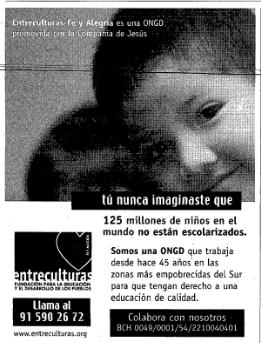 Entreculturas-Fe y Alegría es una ONGD
promovida por la Compañía de Jesús
tú nunca imaginaste que
125 millones de niños en el
mundo no están escolarizados.
Somos una ONGD que trabaja
desde hace 45 años en las
zonas más empobrecidas del Sur
para que tengan derecho a una
educación de calidad.
entreculturas
FUNDACIÓN PARA LA EDUCACIÓN
Y EL DESARROLLO DE LOS PUEBLOS
Llama al
91 590 26 72
www.entreculturas.org
Colabora con nosotros
BCH 0049/0001/54/2210040401